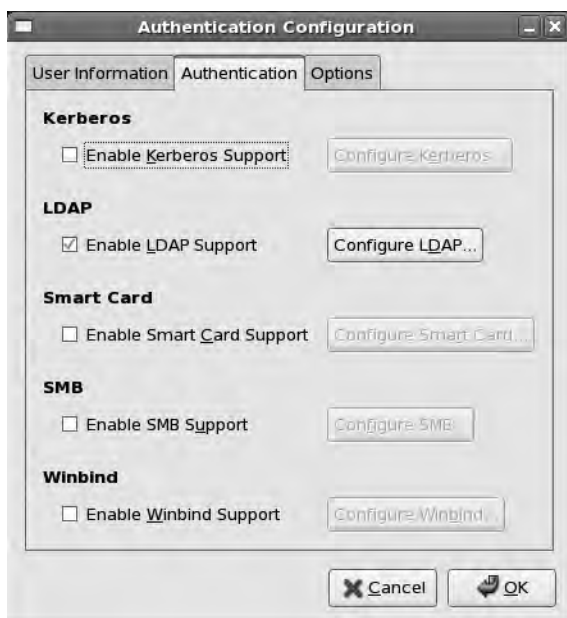 Authentication Configuration
User Information Authentication Options
Kerberos
Enable Kerberos Support Configure Kerberos...
LDAP
Enable LDAP Support Configure LDAP...
Smart Card
Enable Smart Card Support Configure Smart Card...
SMB
Enable SMB Support Configure SMB...
Winbind
Enable Winbind Support Configure Winbind...
Cancel OK